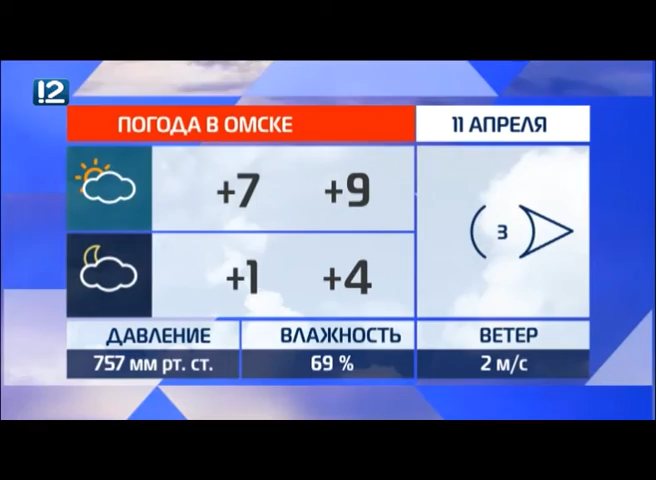 12
ПОГОДА В ОМСКЕ
11 АПРЕЛЯ
+7 +9
З
+1 +4
ДАВЛЕНИЕ ВЛАЖНОСТЬ ВЕТЕР
757 мм рт. ст. 69 % 2 м/с